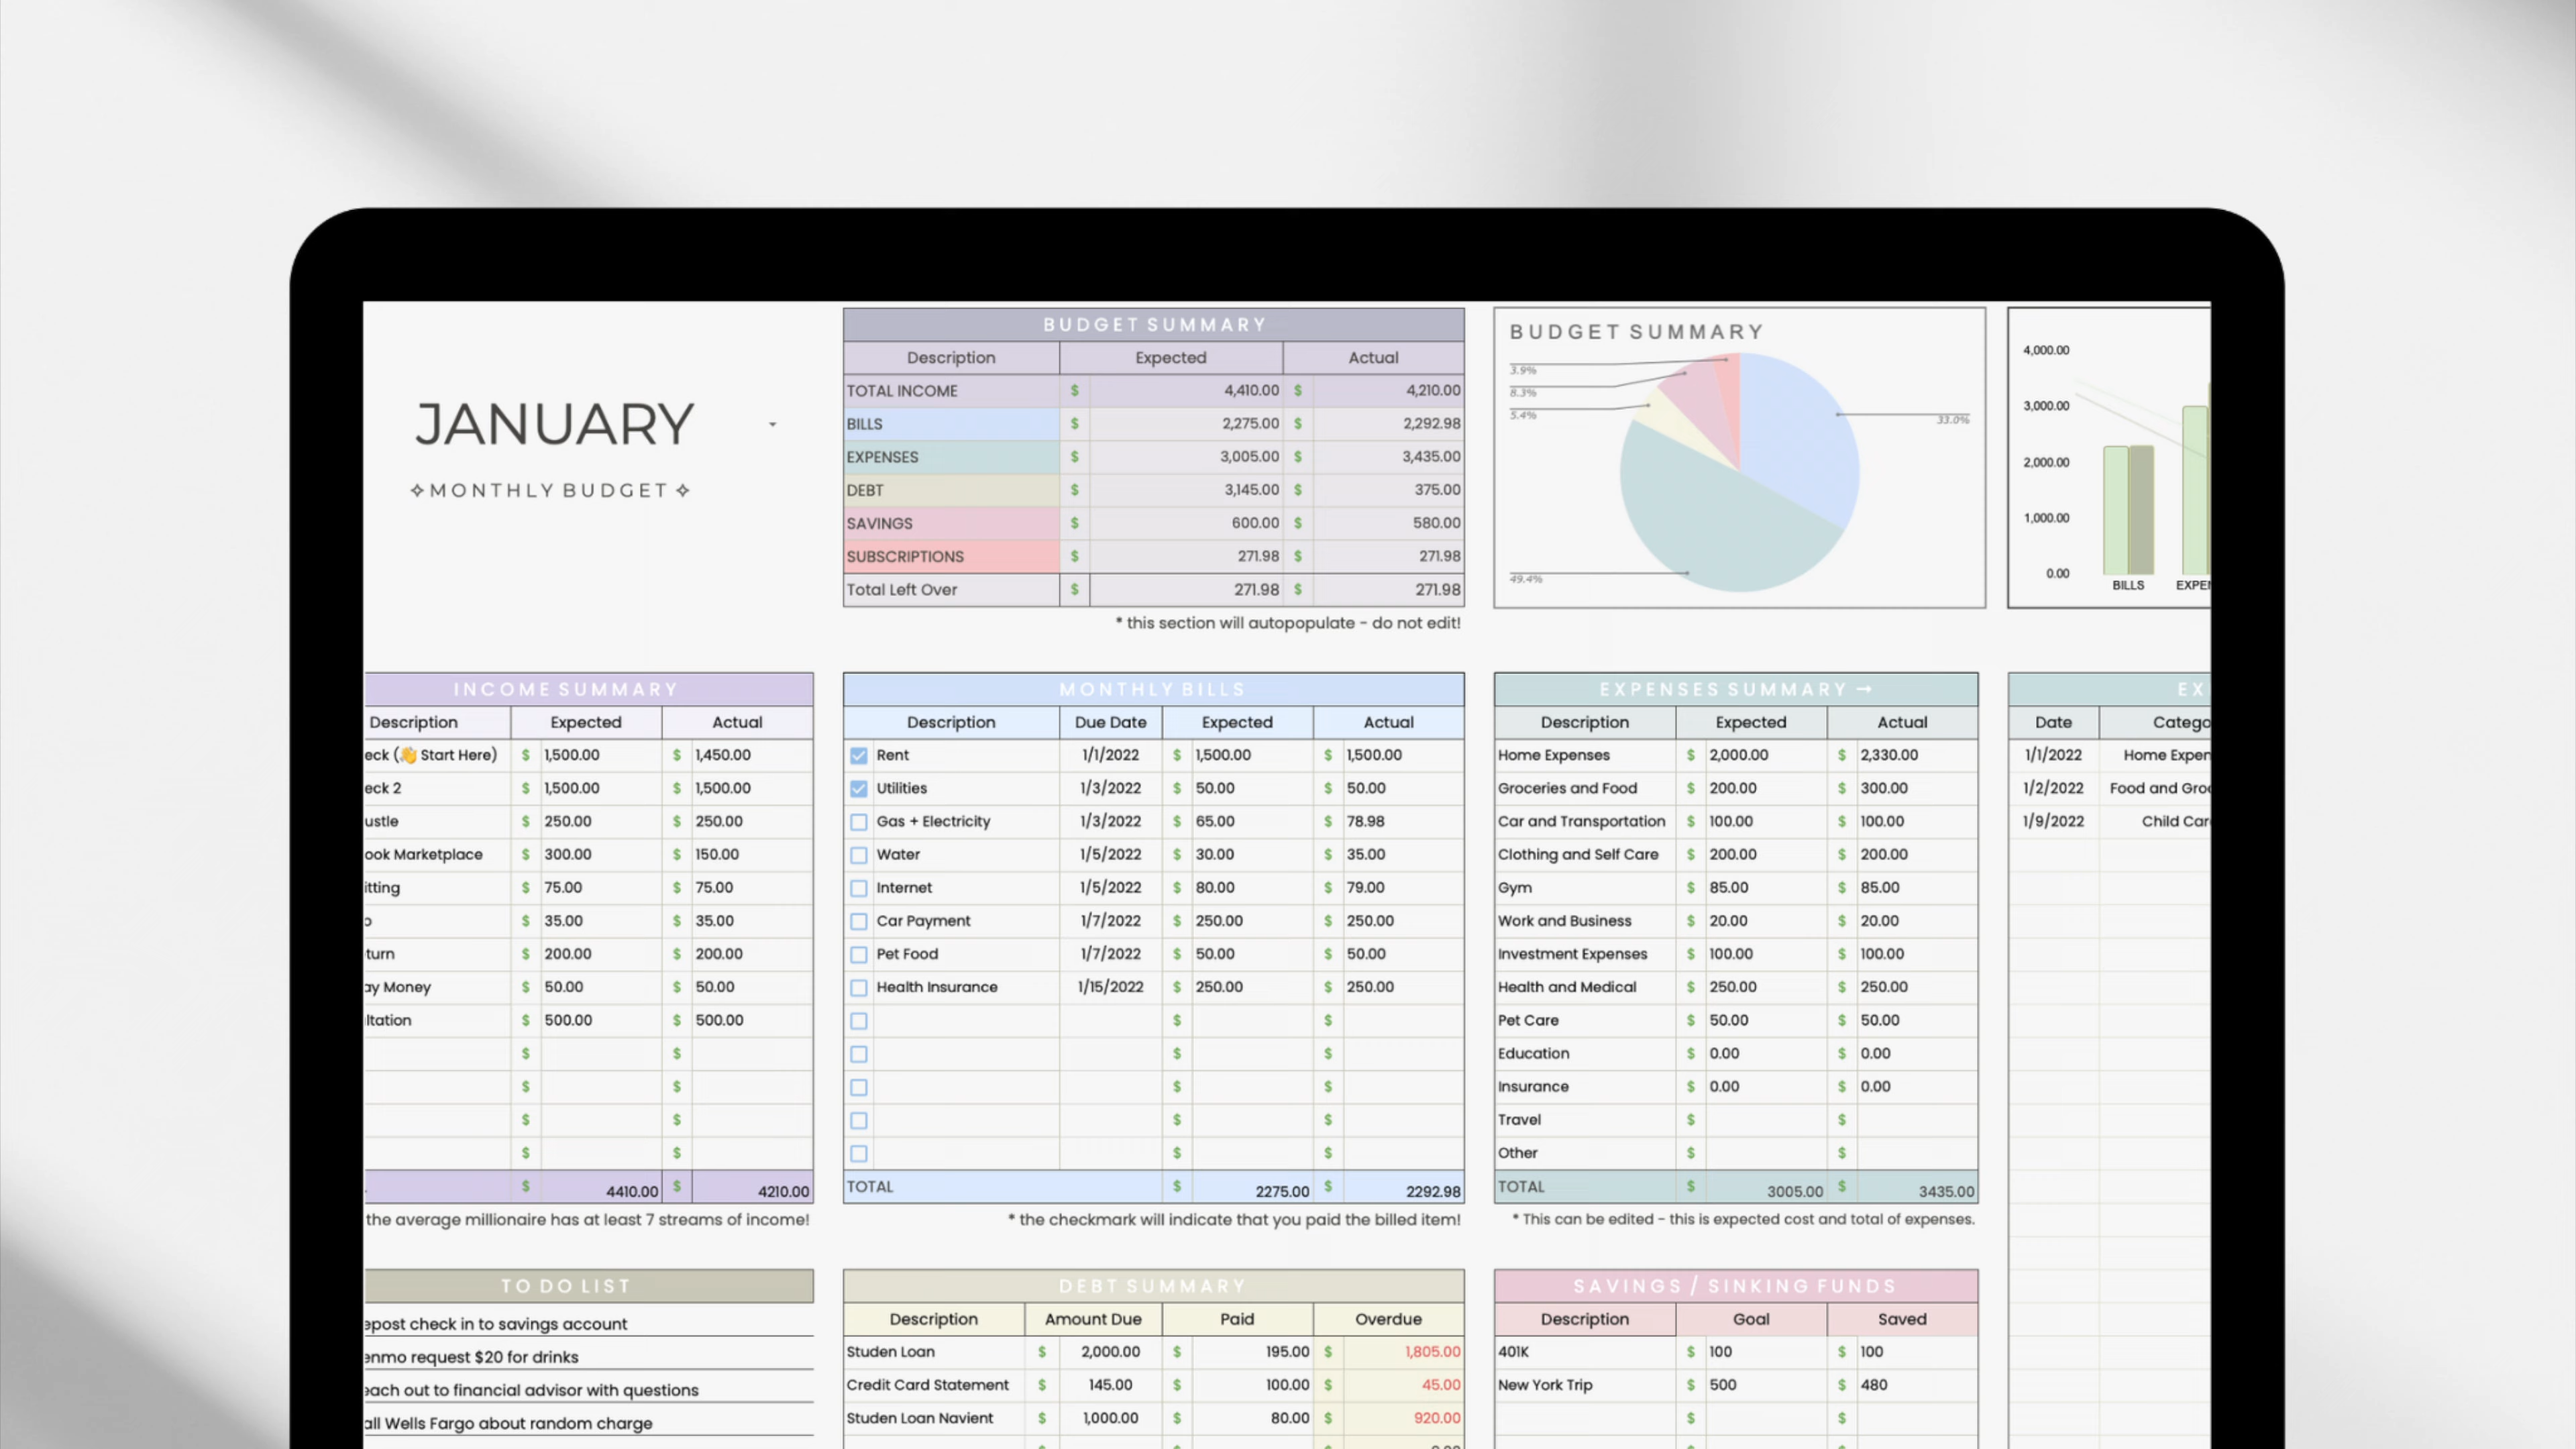 JANUARY
✧MONTHLY BUDGET✧
BUDGET SUMMARY
Description Expected Actual
TOTAL INCOME $ 4,410.00 $ 4,210.00
BILLS $ 2,275.00 $ 2,292.98
EXPENSES $ 3,005.00 $ 3,435.00
DEBT $ 3,145.00 $ 375.00
SAVINGS $ 600.00 $ 580.00
SUBSCRIPTIONS $ 271.98 $ 271.98
Total Left Over $ 271.98 $ 271.98
* this section will autopopulate - do not edit!
BUDGET SUMMARY
3.9%
8.3%
5.4%
33.0%
49.4%
4,000.00
3,000.00
2,000.00
1,000.00
0.00
BILLS EXPEN
INCOME SUMMARY
Description Expected Actual
eck (👋 Start Here) $ 1,500.00 $ 1,450.00
eck 2 $ 1,500.00 $ 1,500.00
ustle $ 250.00 $ 250.00
ook Marketplace $ 300.00 $ 150.00
itting $ 75.00 $ 75.00
o $ 35.00 $ 35.00
turn $ 200.00 $ 200.00
ay Money $ 50.00 $ 50.00
ltation $ 500.00 $ 500.00
$ $
$ $
$ $
$ $
$ 4410.00 $ 4210.00
the average millionaire has at least 7 streams of income!
MONTHLY BILLS
Description Due Date Expected Actual
Rent 1/1/2022 $ 1,500.00 $ 1,500.00
Utilities 1/3/2022 $ 50.00 $ 50.00
Gas + Electricity 1/3/2022 $ 65.00 $ 78.98
Water 1/5/2022 $ 30.00 $ 35.00
Internet 1/5/2022 $ 80.00 $ 79.00
Car Payment 1/7/2022 $ 250.00 $ 250.00
Pet Food 1/7/2022 $ 50.00 $ 50.00
Health Insurance 1/15/2022 $ 250.00 $ 250.00
$ $
$ $
$ $
$ $
$ $
TOTAL $ 2275.00 $ 2292.98
* the checkmark will indicate that you paid the billed item!
EXPENSES SUMMARY →
Description Expected Actual
Home Expenses $ 2,000.00 $ 2,330.00
Groceries and Food $ 200.00 $ 300.00
Car and Transportation $ 100.00 $ 100.00
Clothing and Self Care $ 200.00 $ 200.00
Gym $ 85.00 $ 85.00
Work and Business $ 20.00 $ 20.00
Investment Expenses $ 100.00 $ 100.00
Health and Medical $ 250.00 $ 250.00
Pet Care $ 50.00 $ 50.00
Education $ 0.00 $ 0.00
Insurance $ 0.00 $ 0.00
Travel $ $
Other $ $
TOTAL $ 3005.00 $ 3435.00
* This can be edited - this is expected cost and total of expenses.
EX
Date Catego
1/1/2022 Home Expen
1/2/2022 Food and Groc
1/9/2022 Child Car
TO DO LIST
epost check in to savings account
enmo request $20 for drinks
each out to financial advisor with questions
all Wells Fargo about random charge
DEBT SUMMARY
Description Amount Due Paid Overdue
Studen Loan $ 2,000.00 $ 195.00 $ 1,805.00
Credit Card Statement $ 145.00 $ 100.00 $ 45.00
Studen Loan Navient $ 1,000.00 $ 80.00 $ 920.00
SAVINGS / SINKING FUNDS
Description Goal Saved
401K $ 100 $ 100
New York Trip $ 500 $ 480
$ $